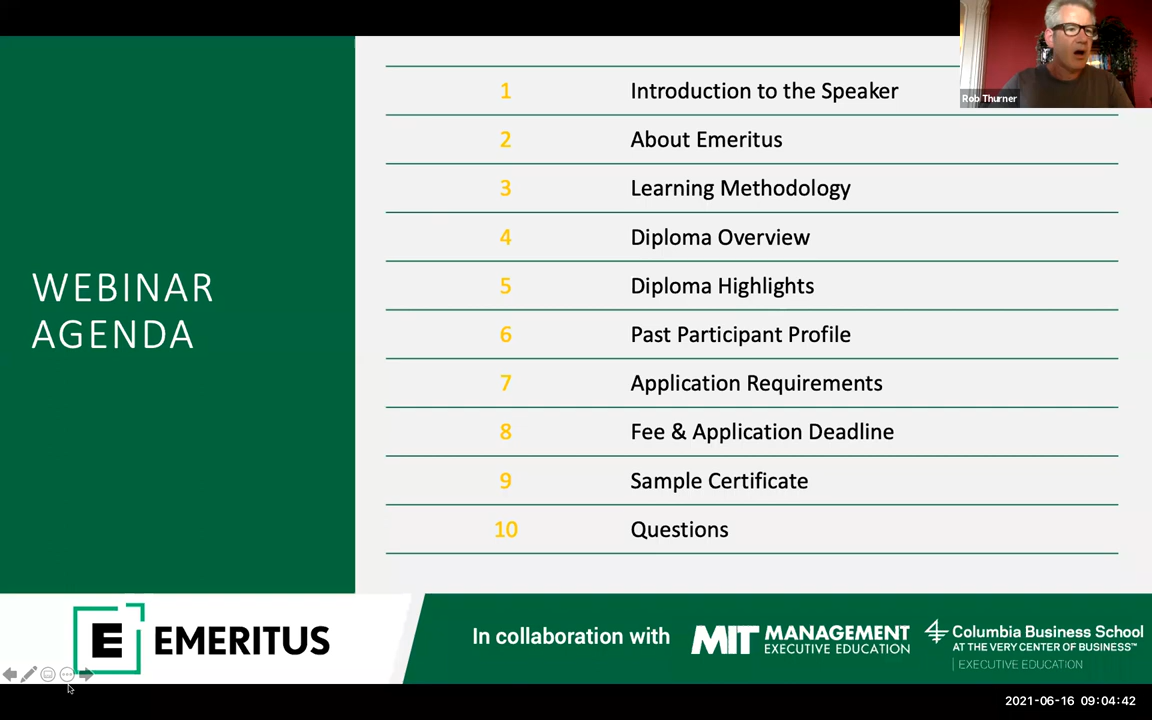 WEBINAR
AGENDA
1 Introduction to the Speaker
2 About Emeritus
3 Learning Methodology
4 Diploma Overview
5 Diploma Highlights
6 Past Participant Profile
7 Application Requirements
8 Fee & Application Deadline
9 Sample Certificate
10 Questions
Rob Thurner
E EMERITUS
In collaboration with
MIT MANAGEMENT
EXECUTIVE EDUCATION
Columbia Business School
AT THE VERY CENTER OF BUSINESS™
EXECUTIVE EDUCATION
2021-06-16 09:04:42